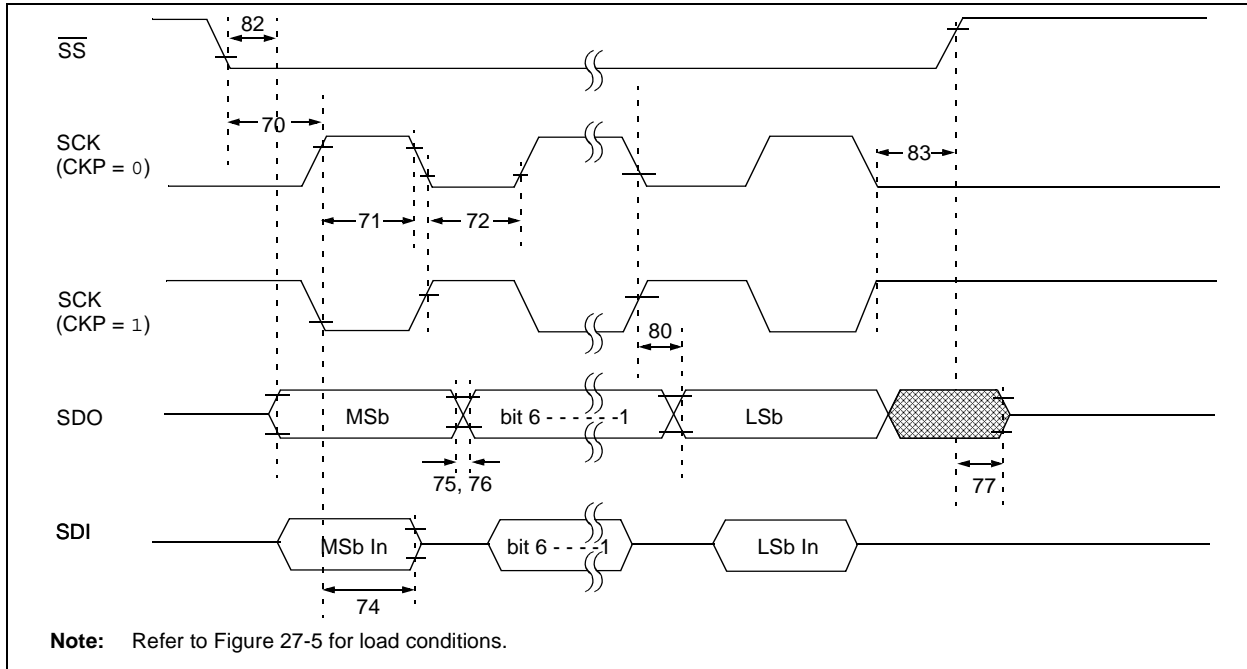 SS
82
70
SCK
(CKP = 0)
83
71
72
SCK
(CKP = 1)
80
SDO
MSb
bit 6 - - - - - -1
LSb
75, 76
77
SDI
MSb In
bit 6 - - - -1
LSb In
74
Note: Refer to Figure 27-5 for load conditions.